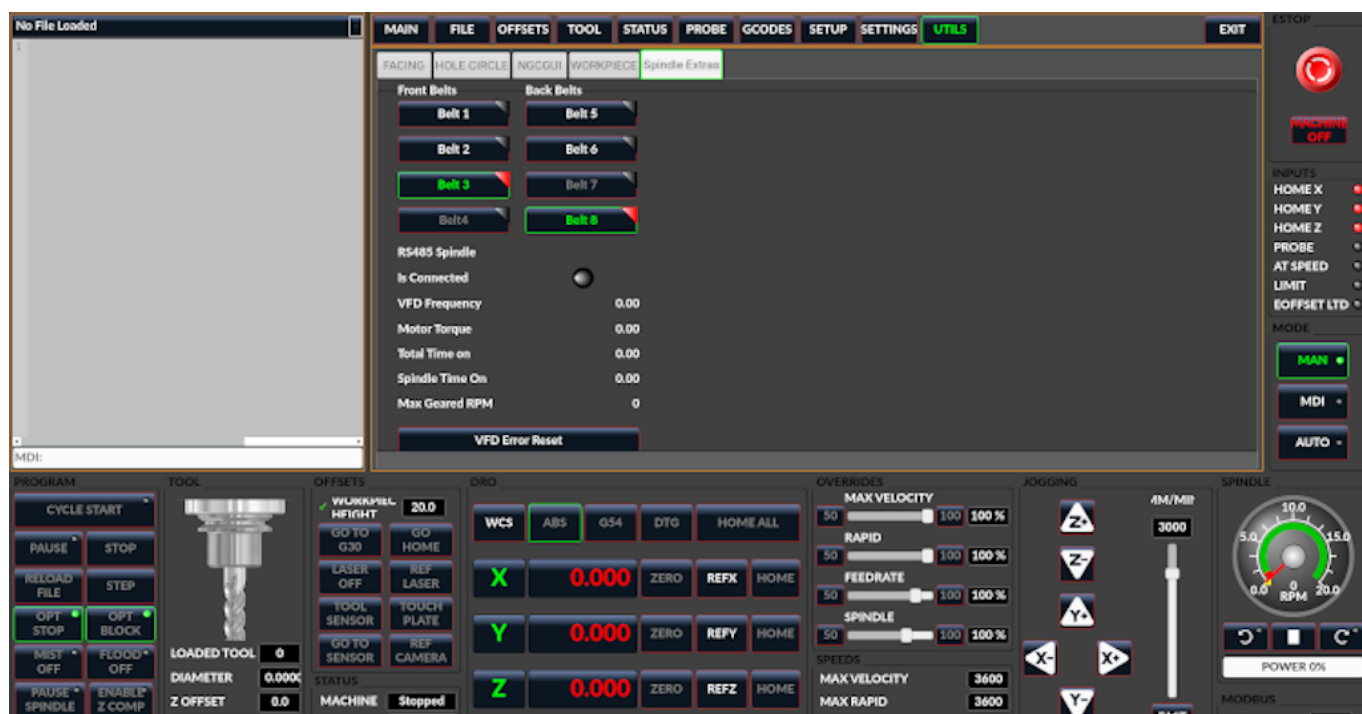 No File Loaded
1
MDI:
MAIN FILE OFFSETS TOOL STATUS PROBE GCODES SETUP SETTINGS UTILS EXIT
FACING HOLE CIRCLE NGCGUI WORKPIECE Spindle Extras
Front Belts Back Belts
Belt 1 Belt 5
Belt 2 Belt 6
Belt 3 Belt 7
Belt4 Belt 8
RS485 Spindle
Is Connected
VFD Frequency 0.00
Motor Torque 0.00
Total Time on 0.00
Spindle Time On 0.00
Max Geared RPM 0
VFD Error Reset
ESTOP
MACHINE
OFF
INPUTS
HOME X
HOME Y
HOME Z
PROBE
AT SPEED
LIMIT
EOFFSET LTD
MODE
MAN
MDI
AUTO
PROGRAM
CYCLE START
PAUSE STOP
RELOAD
FILE
STEP
OPT
STOP
OPT
BLOCK
MIST
OFF
FLOOD
OFF
PAUSE
SPINDLE
ENABLE
Z COMP
TOOL
LOADED TOOL 0
DIAMETER 0.000
Z OFFSET 0.0
OFFSETS
HEIGHT 20.0
GO TO
G30
GO
HOME
LASER
OFF
REF
LASER
TOOL
SENSOR
TOUCH
PLATE
GO TO
SENSOR
REF
CAMERA
STATUS
MACHINE Stopped
DRO
WCS ABS G54 DTG HOME ALL
X 0.000 ZERO REFX HOME
Y 0.000 ZERO REFY HOME
Z 0.000 ZERO REFZ HOME
OVERRIDES
MAX VELOCITY
50 100 100 %
RAPID
50 100 100 %
FEEDRATE
50 100 100 %
SPINDLE
50 100 100 %
SPEEDS
MAX VELOCITY 3600
MAX RAPID 3600
JOGGING
Z+
Z-
Y+
X- X+
Y-
3000
SPINDLE
10.0
5.0 15.0
0.0 0 20.0
RPM
POWER 0%
MODBUS